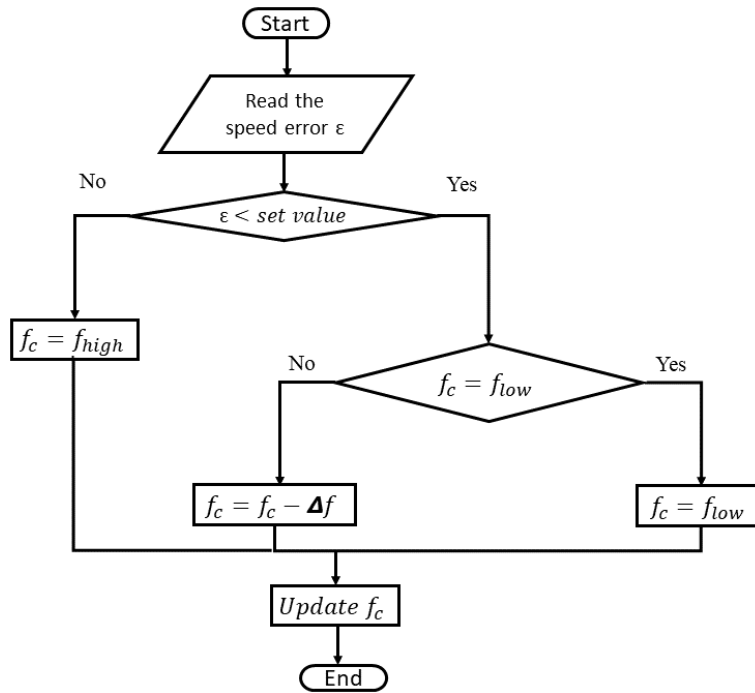 Start
Read the
speed error ε
No
Yes
ε < set value
f_c = f_high
No
Yes
f_c = f_low
f_c = f_c − Δf
f_c = f_low
Update f_c
End